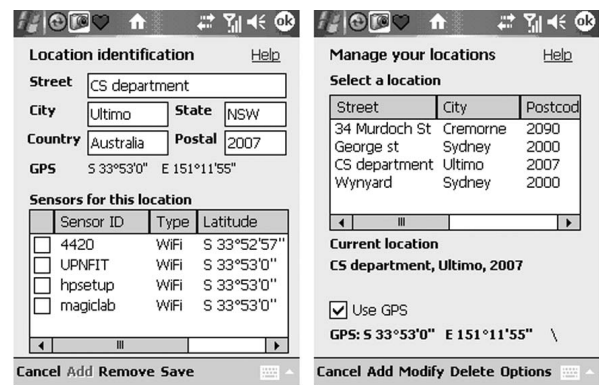 ok
Location identification Help
Street CS department
City Ultimo State NSW
Country Australia Postal 2007
GPS S 33°53'0" E 151°11'55"
Sensors for this location
Sensor ID Type Latitude
4420 WiFi S 33°52'57"
UPNFIT WiFi S 33°53'0"
hpsetup WiFi S 33°53'0"
magiclab WiFi S 33°53'0"
Cancel Add Remove Save
ok
Manage your locations Help
Select a location
Street City Postcod
34 Murdoch St Cremorne 2090
George st Sydney 2000
CS department Ultimo 2007
Wynyard Sydney 2000
Current location
CS department, Ultimo, 2007
Use GPS
GPS: S 33°53'0" E 151°11'55" \
Cancel Add Modify Delete Options